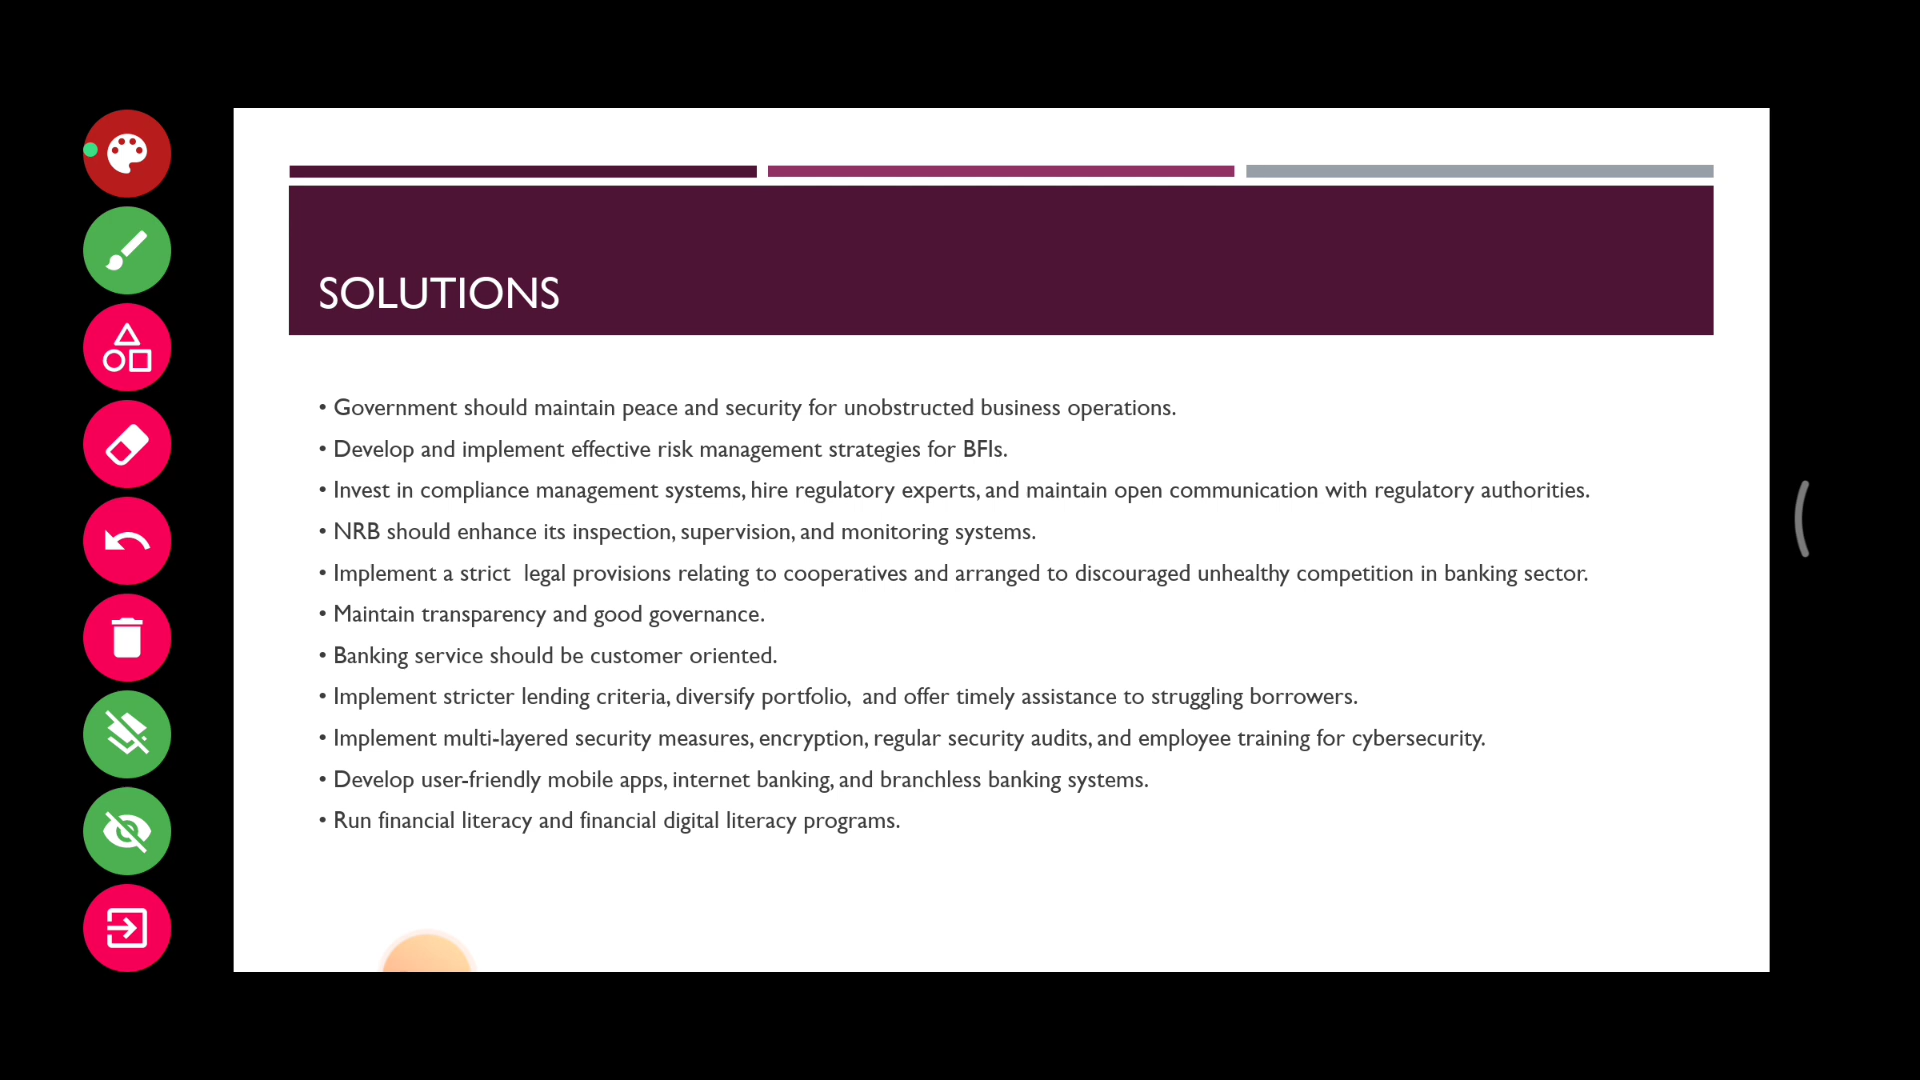 SOLUTIONS
• Government should maintain peace and security for unobstructed business operations.
• Develop and implement effective risk management strategies for BFIs.
• Invest in compliance management systems, hire regulatory experts, and maintain open communication with regulatory authorities.
• NRB should enhance its inspection, supervision, and monitoring systems.
• Implement a strict  legal provisions relating to cooperatives and arranged to discouraged unhealthy competition in banking sector.
• Maintain transparency and good governance.
• Banking service should be customer oriented.
• Implement stricter lending criteria, diversify portfolio,  and offer timely assistance to struggling borrowers.
• Implement multi-layered security measures, encryption, regular security audits, and employee training for cybersecurity.
• Develop user-friendly mobile apps, internet banking, and branchless banking systems.
• Run financial literacy and financial digital literacy programs.